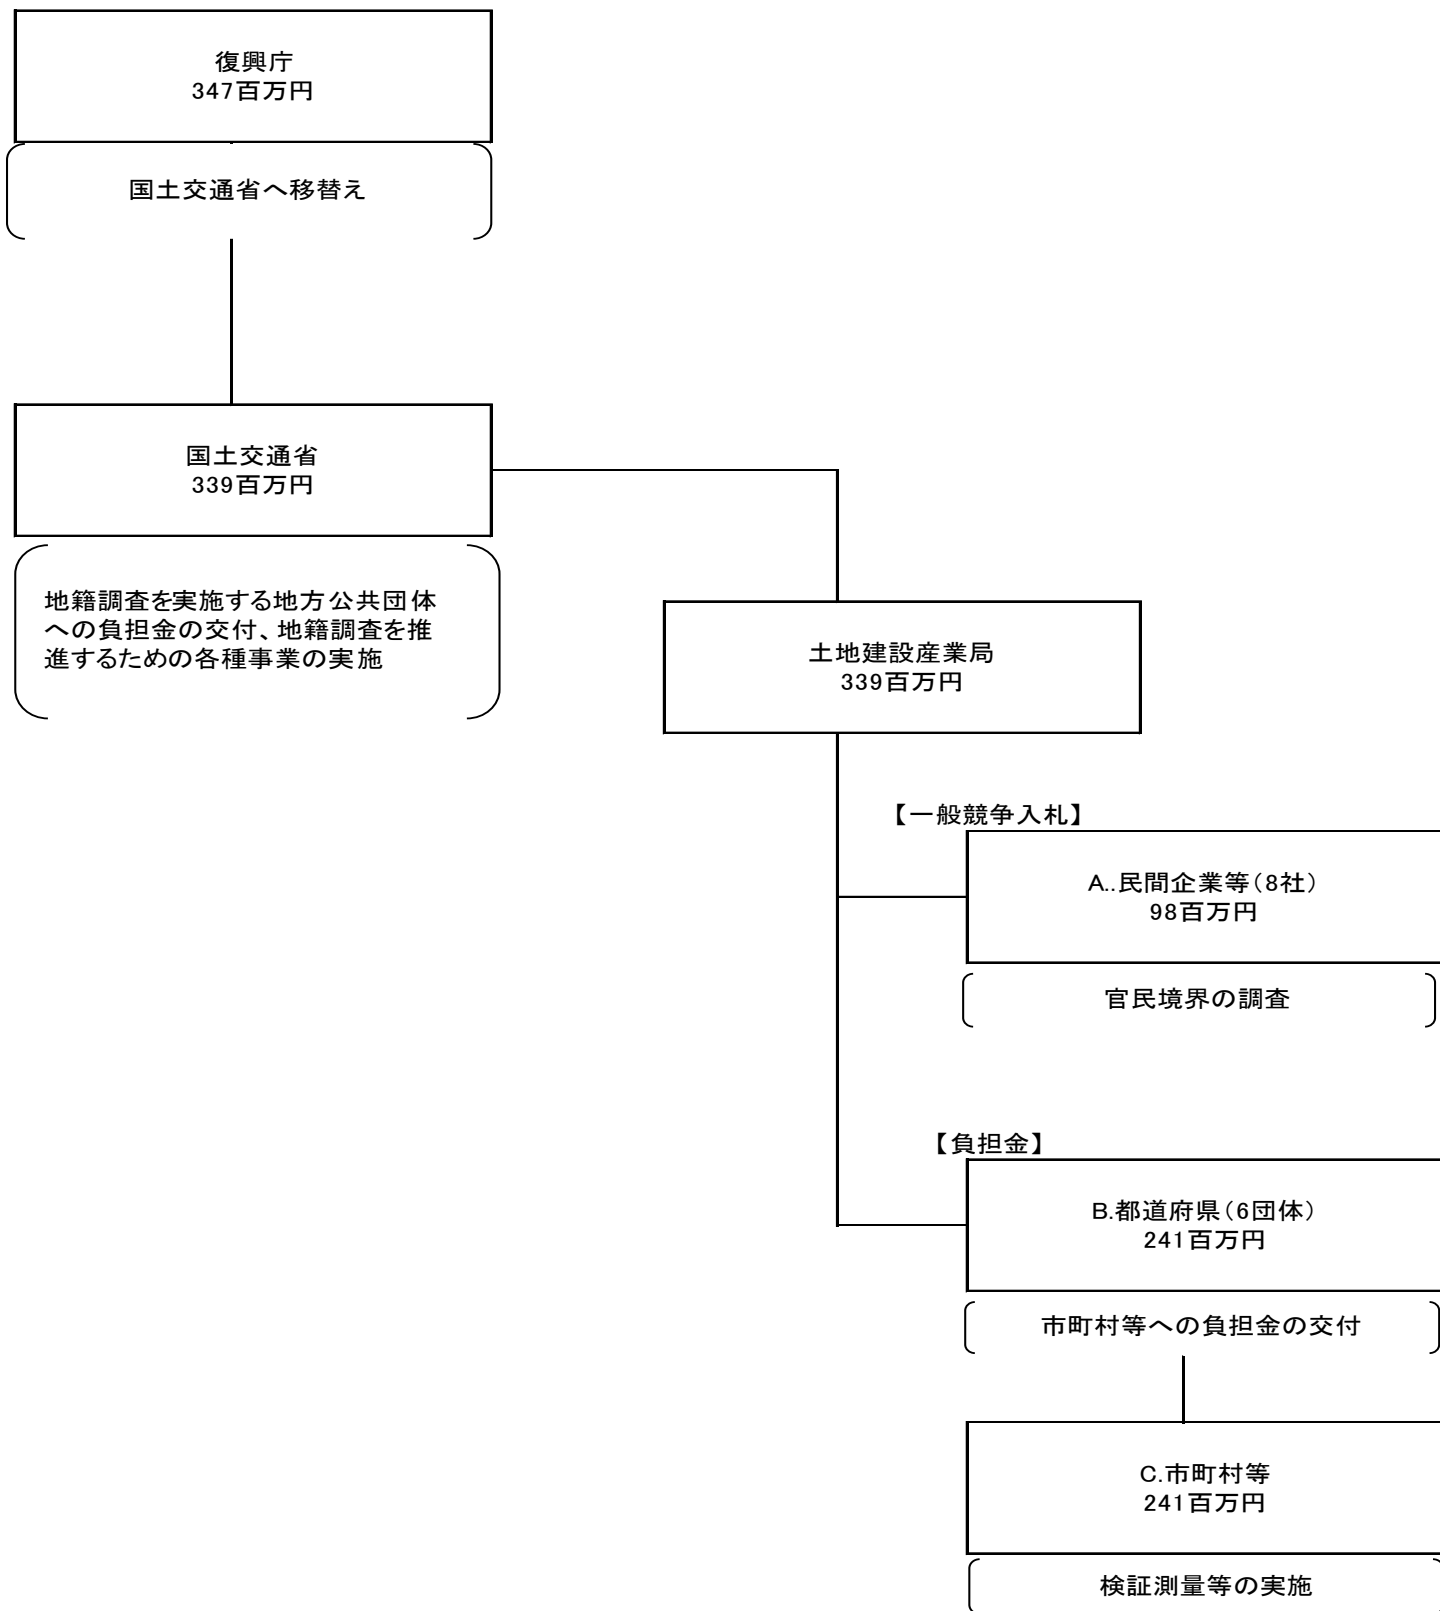 復興庁
347百万円
国土交通省へ移替え
国土交通省
339百万円
地籍調査を実施する地方公共団体
への負担金の交付、地籍調査を推
進するための各種事業の実施
土地建設産業局
339百万円
【一般競争入札】
A..民間企業等（8社）
98百万円
官民境界の調査
【負担金】
B.都道府県（6団体）
241百万円
市町村等への負担金の交付
C.市町村等
241百万円
検証測量等の実施